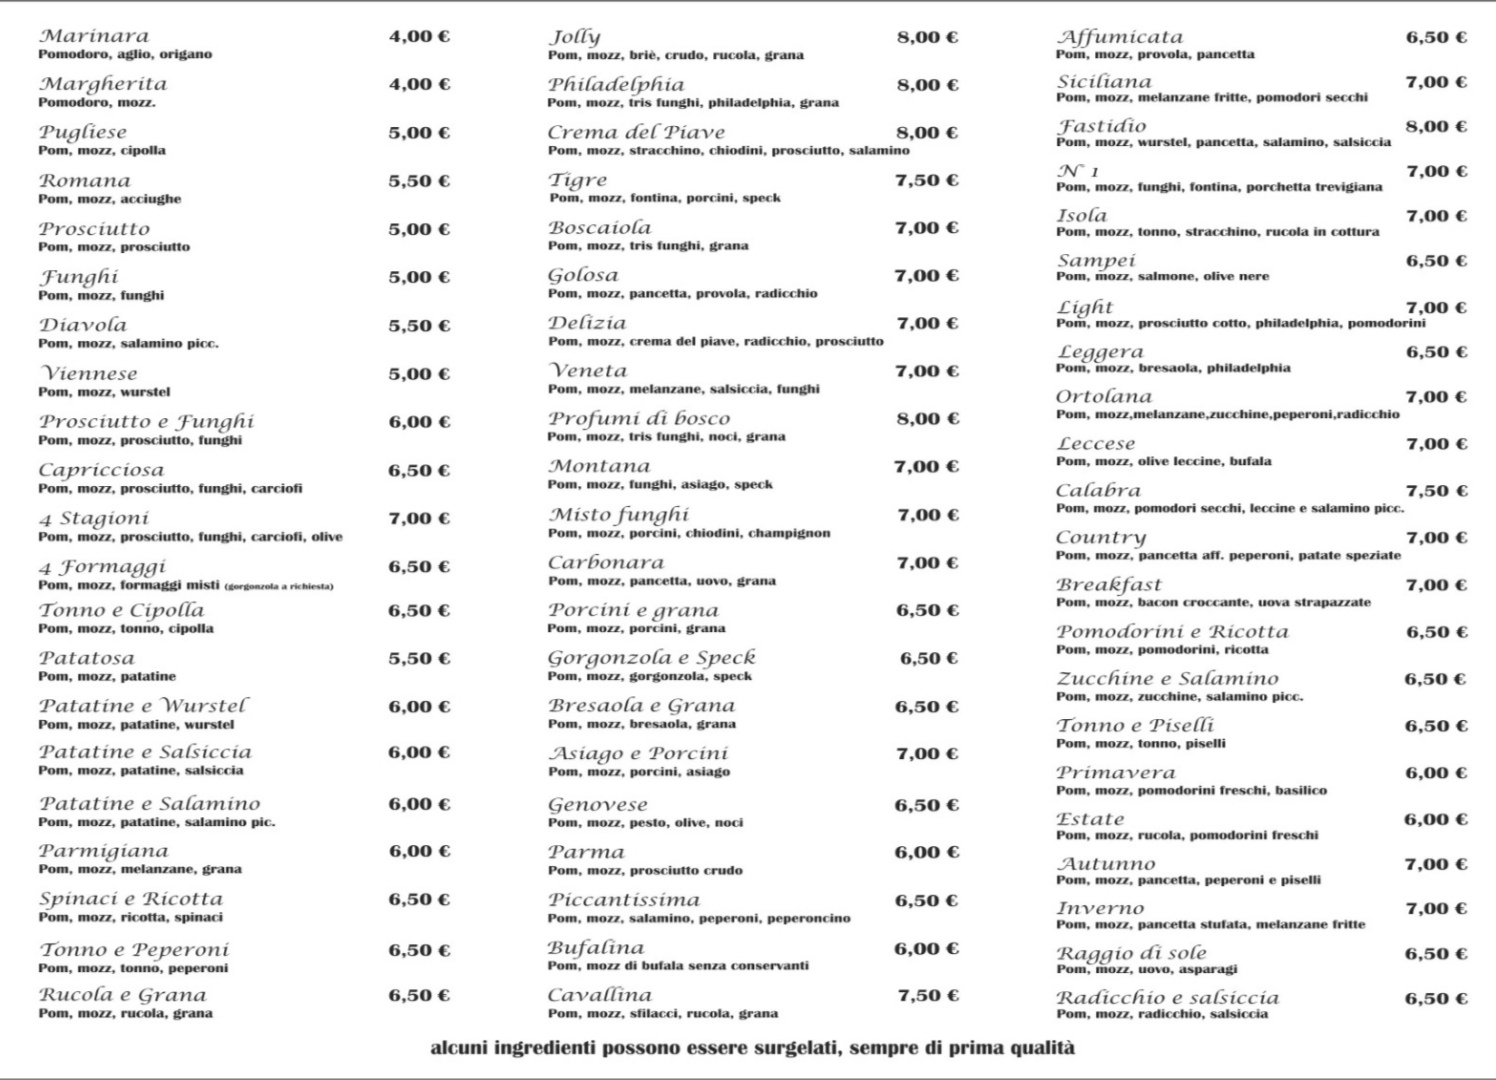 Marinara 4,00 €
Pomodoro, aglio, origano
Margherita 4,00 €
Pomodoro, mozz.
Pugliese 5,00 €
Pom, mozz, cipolla
Romana 5,50 €
Pom, mozz, acciughe
Prosciutto 5,00 €
Pom, mozz, prosciutto
Funghi 5,00 €
Pom, mozz, funghi
Diavola 5,50 €
Pom, mozz, salamino picc.
Viennese 5,00 €
Pom, mozz, wurstel
Prosciutto e Funghi 6,00 €
Pom, mozz, prosciutto, funghi
Capricciosa 6,50 €
Pom, mozz, prosciutto, funghi, carciofi
4 Stagioni 7,00 €
Pom, mozz, prosciutto, funghi, carciofi, olive
4 Formaggi 6,50 €
Pom, mozz, formaggi misti (gorgonzola a richiesta)
Tonno e Cipolla 6,50 €
Pom, mozz, tonno, cipolla
Patatosa 5,50 €
Pom, mozz, patatine
Patatine e Wurstel 6,00 €
Pom, mozz, patatine, wurstel
Patatine e Salsiccia 6,00 €
Pom, mozz, patatine, salsiccia
Patatine e Salamino 6,00 €
Pom, mozz, patatine, salamino pic.
Parmigiana 6,00 €
Pom, mozz, melanzane, grana
Spinaci e Ricotta 6,50 €
Pom, mozz, ricotta, spinaci
Tonno e Peperoni 6,50 €
Pom, mozz, tonno, peperoni
Rucola e Grana 6,50 €
Pom, mozz, rucola, grana
Jolly 8,00 €
Pom, mozz, briè, crudo, rucola, grana
Philadelphia 8,00 €
Pom, mozz, tris funghi, philadelphia, grana
Crema del Piave 8,00 €
Pom, mozz, stracchino, chiodini, prosciutto, salamino
Tigre 7,50 €
Pom, mozz, fontina, porcini, speck
Boscaiola 7,00 €
Pom, mozz, tris funghi, grana
Golosa 7,00 €
Pom, mozz, pancetta, provola, radicchio
Delizia 7,00 €
Pom, mozz, crema del piave, radicchio, prosciutto
Veneta 7,00 €
Pom, mozz, melanzane, salsiccia, funghi
Profumi di bosco 8,00 €
Pom, mozz, tris funghi, noci, grana
Montana 7,00 €
Pom, mozz, funghi, asiago, speck
Misto funghi 7,00 €
Pom, mozz, porcini, chiodini, champignon
Carbonara 7,00 €
Pom, mozz, pancetta, uovo, grana
Porcini e grana 6,50 €
Pom, mozz, porcini, grana
Gorgonzola e Speck 6,50 €
Pom, mozz, gorgonzola, speck
Bresaola e Grana 6,50 €
Pom, mozz, bresaola, grana
Asiago e Porcini 7,00 €
Pom, mozz, porcini, asiago
Genovese 6,50 €
Pom, mozz, pesto, olive, noci
Parma 6,00 €
Pom, mozz, prosciutto crudo
Piccantissima 6,50 €
Pom, mozz, salamino, peperoni, peperoncino
Bufalina 6,00 €
Pom, mozz di bufala senza conservanti
Cavallina 7,50 €
Pom, mozz, sfilacci, rucola, grana
Affumicata 6,50 €
Pom, mozz, provola, pancetta
Siciliana 7,00 €
Pom, mozz, melanzane fritte, pomodori secchi
Fastidio 8,00 €
Pom, mozz, wurstel, pancetta, salamino, salsiccia
N° 1 7,00 €
Pom, mozz, funghi, fontina, porchetta trevigiana
Isola 7,00 €
Pom, mozz, tonno, stracchino, rucola in cottura
Sampei 6,50 €
Pom, mozz, salmone, olive nere
Light 7,00 €
Pom, mozz, prosciutto cotto, philadelphia, pomodorini
Leggera 6,50 €
Pom, mozz, bresaola, philadelphia
Ortolana 7,00 €
Pom, mozz,melanzane,zucchine,peperoni,radicchio
Leccese 7,00 €
Pom, mozz, olive leccine, bufala
Calabra 7,50 €
Pom, mozz, pomodori secchi, leccine e salamino picc.
Country 7,00 €
Pom, mozz, pancetta aff. peperoni, patate speziate
Breakfast 7,00 €
Pom, mozz, bacon croccante, uova strapazzate
Pomodorini e Ricotta 6,50 €
Pom, mozz, pomodorini, ricotta
Zucchine e Salamino 6,50 €
Pom, mozz, zucchine, salamino picc.
Tonno e Piselli 6,50 €
Pom, mozz, tonno, piselli
Primavera 6,00 €
Pom, mozz, pomodorini freschi, basilico
Estate 6,00 €
Pom, mozz, rucola, pomodorini freschi
Autunno 7,00 €
Pom, mozz, pancetta, peperoni e piselli
Inverno 7,00 €
Pom, mozz, pancetta stufata, melanzane fritte
Raggio di sole 6,50 €
Pom, mozz, uovo, asparagi
Radicchio e salsiccia 6,50 €
Pom, mozz, radicchio, salsiccia
alcuni ingredienti possono essere surgelati, sempre di prima qualità